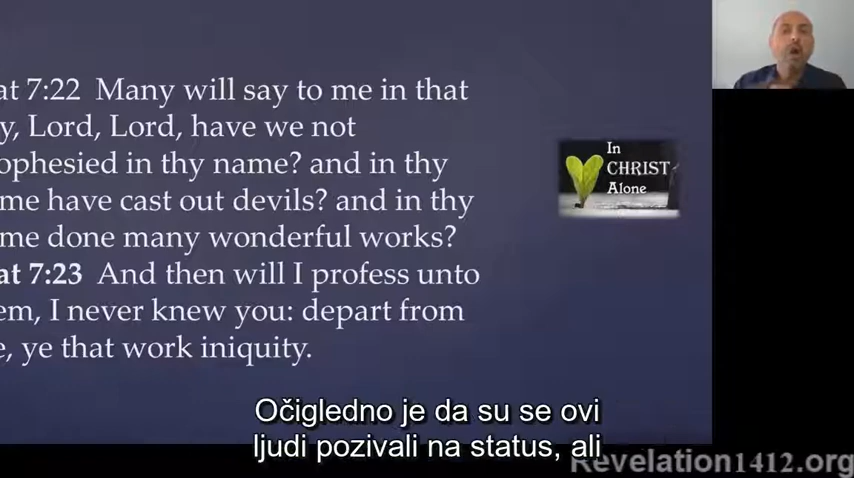 at 7:22 Many will say to me in that
y, Lord, Lord, have we not
ophesied in thy name? and in thy
me have cast out devils? and in thy
me done many wonderful works?
at 7:23 And then will I profess unto
em, I never knew you: depart from
e, ye that work iniquity.
In
CHRIST
Alone
Očigledno je da su se ovi
ljudi pozivali na status, ali
Revelation1412.org